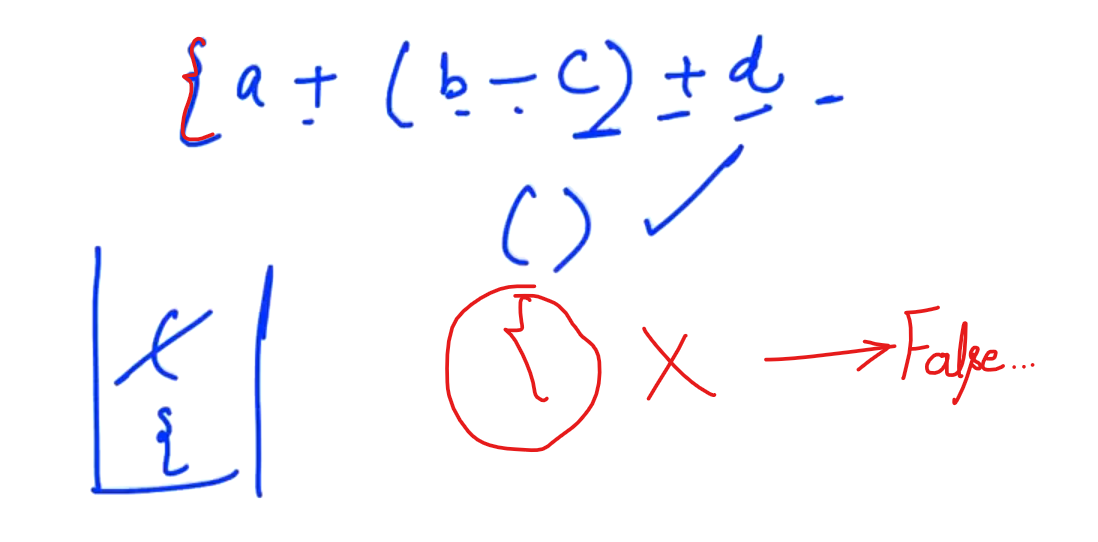 { a + ( b - c ) + d -
( ) ✓
(
{ X → False...
{